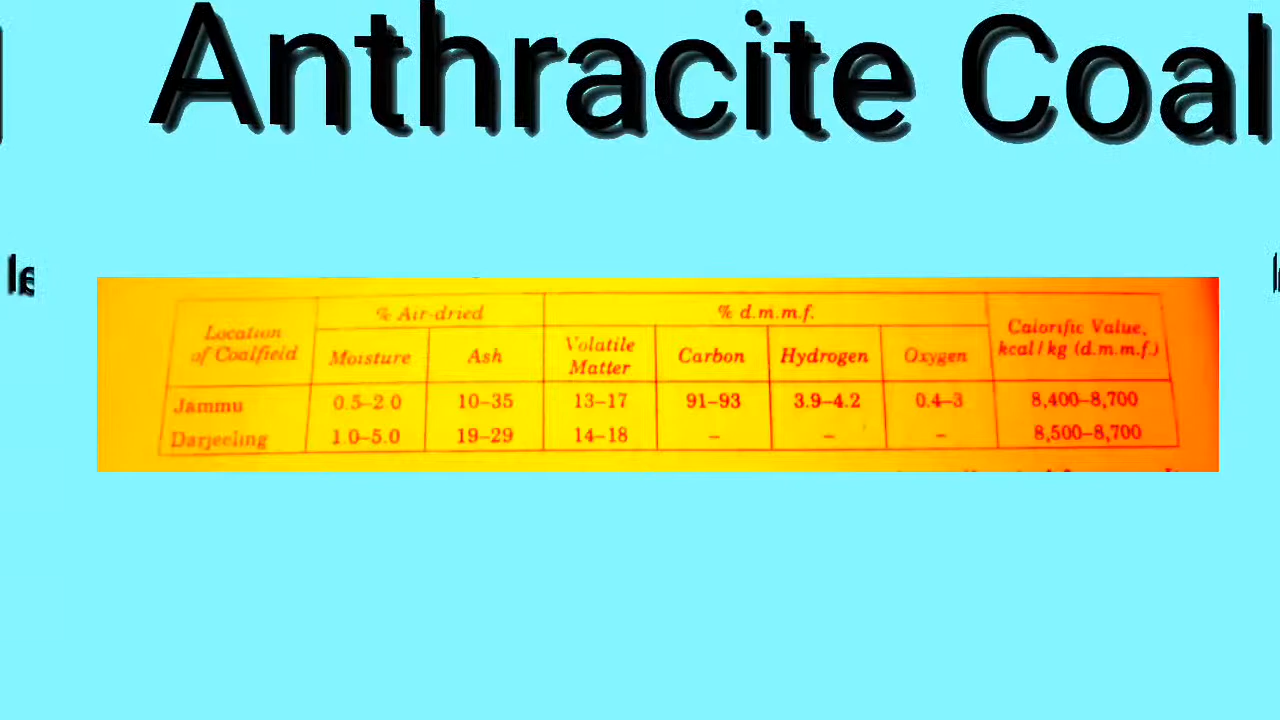 Anthracite Coal
% Air-dried % d.m.m.f.
Location of Coalfield Moisture Ash Volatile Matter Carbon Hydrogen Oxygen Calorific Value, kcal/kg (d.m.m.f.)
Jammu 0.5–2.0 10–35 13–17 91–93 3.9–4.2 0.4–3 8,400–8,700
Darjeeling 1.0–5.0 19–29 14–18 – – – 8,500–8,700